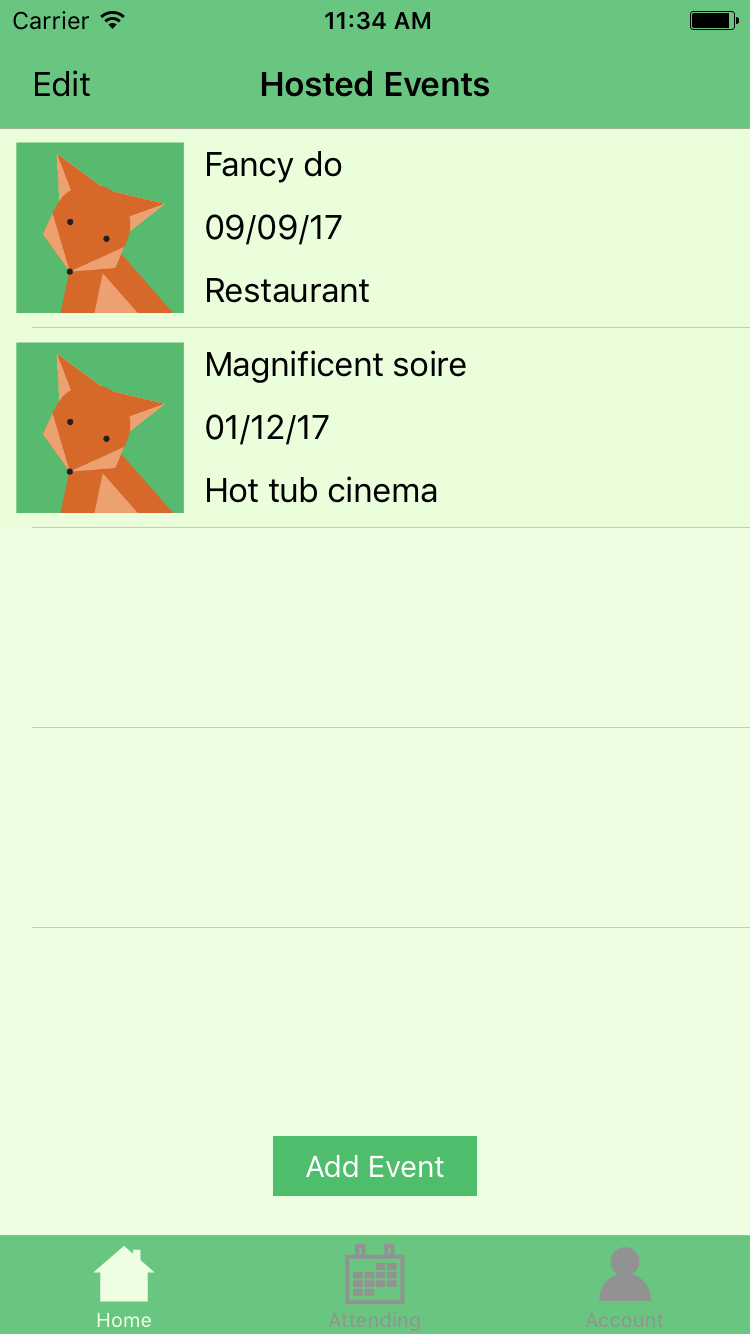 Carrier 11:34 AM
Edit Hosted Events
Fancy do
09/09/17
Restaurant
Magnificent soire
01/12/17
Hot tub cinema
Add Event
Home Attending Account